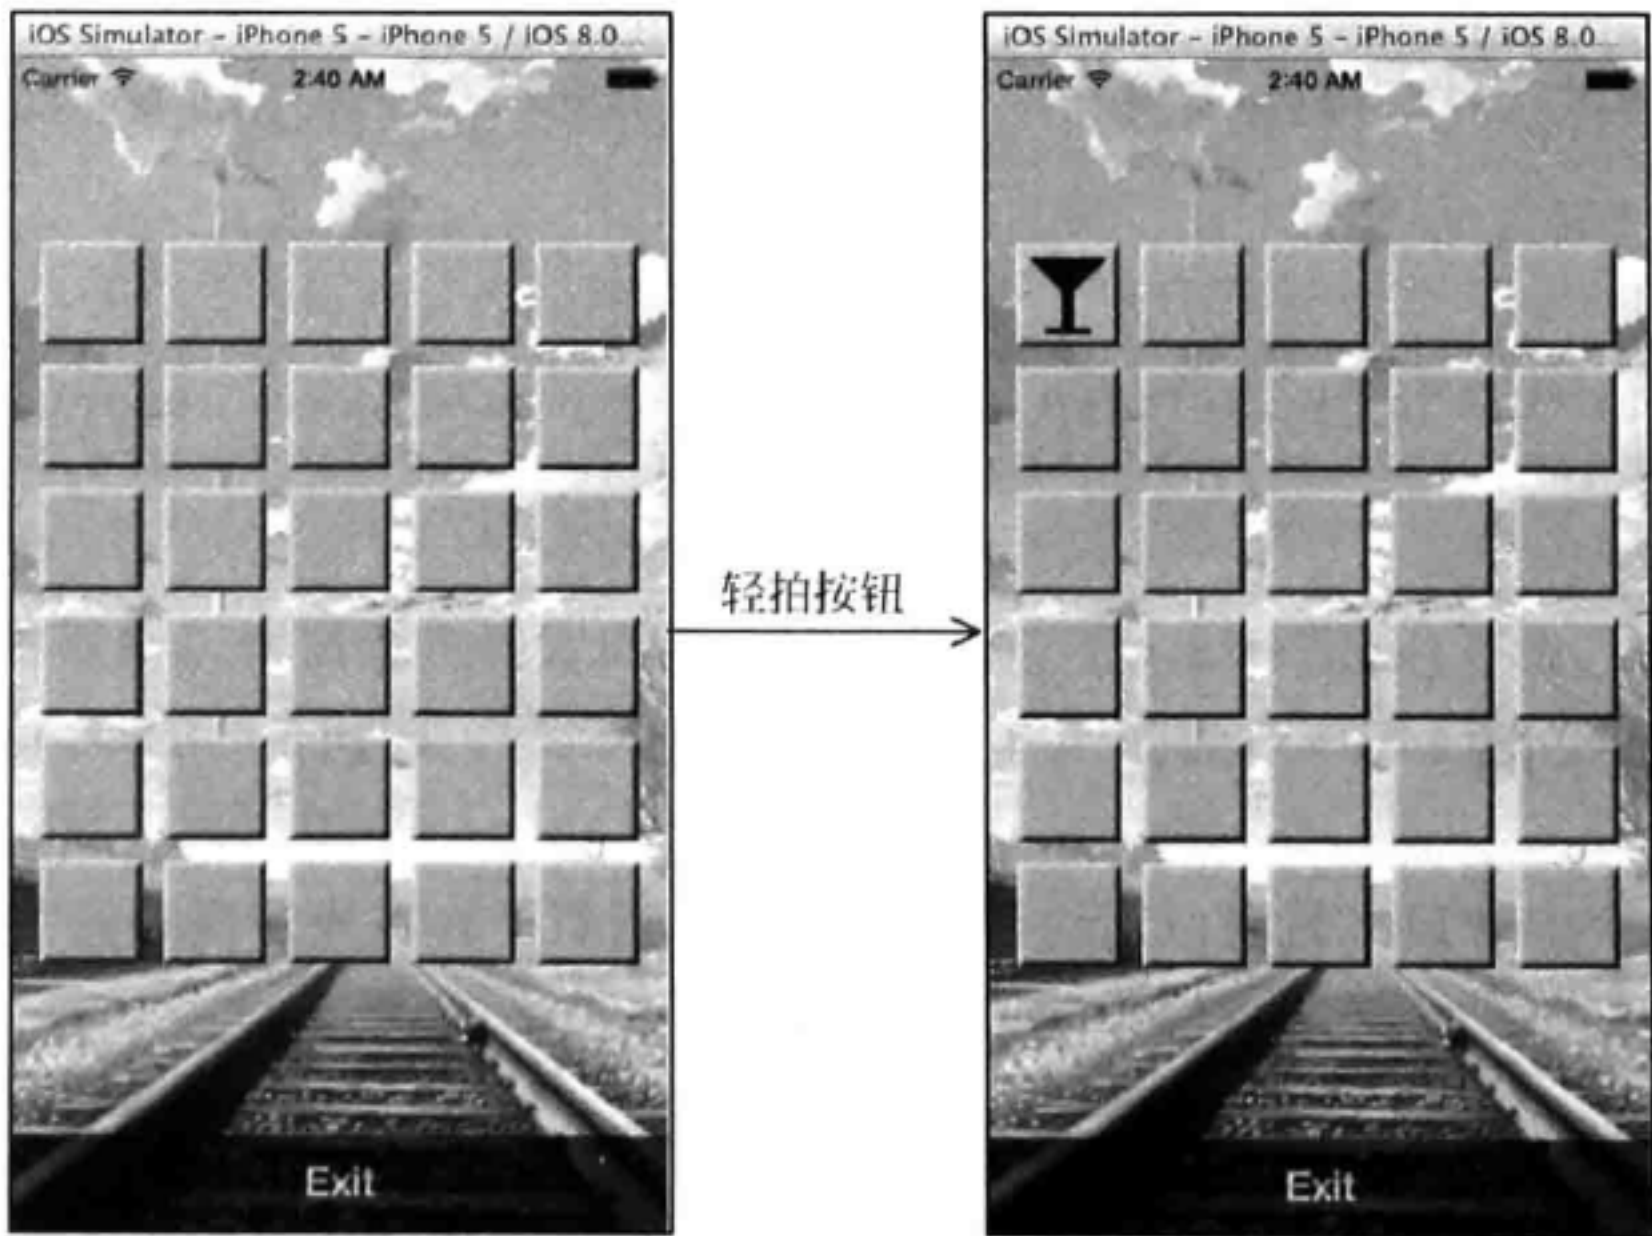 iOS Simulator - iPhone 5 - iPhone 5 / iOS 8.0...
Carrier 2:40 AM
Exit
轻拍按钮
iOS Simulator - iPhone 5 - iPhone 5 / iOS 8.0...
Carrier 2:40 AM
Exit